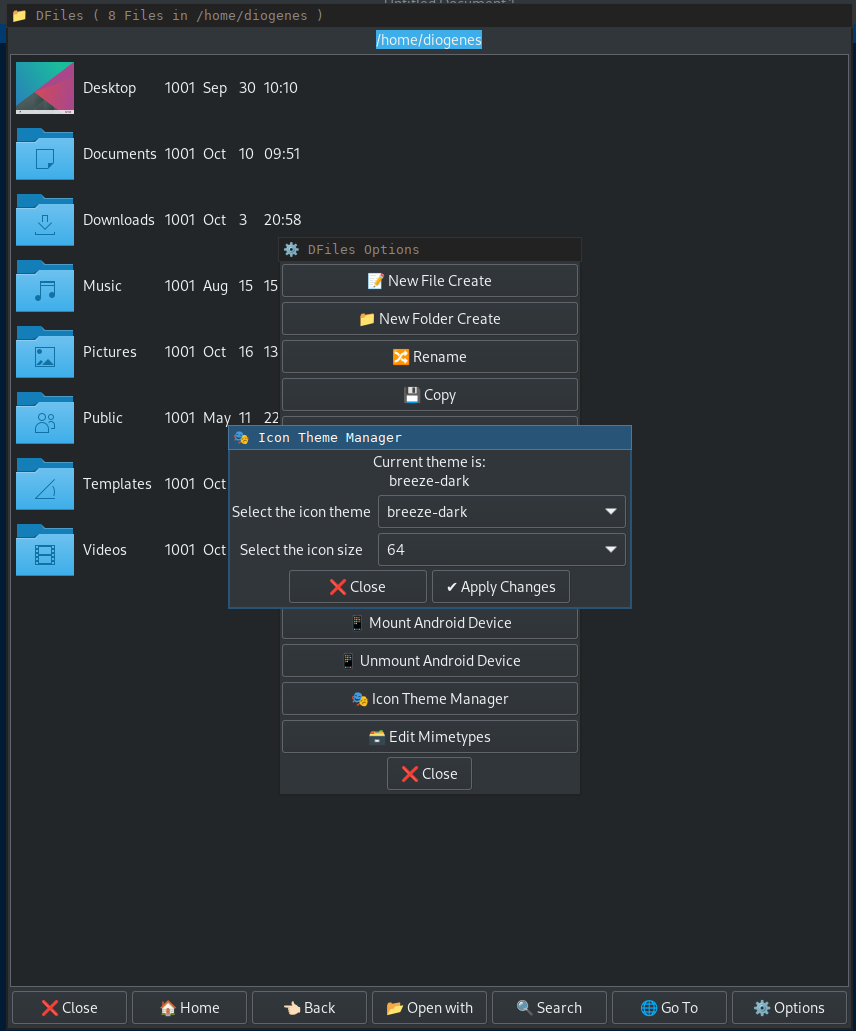 📁 DFiles ( 8 Files in /home/diogenes )
/home/diogenes
Desktop 1001 Sep 30 10:10
Documents 1001 Oct 10 09:51
Downloads 1001 Oct 3 20:58
Music 1001 Aug 15 15
Pictures 1001 Oct 16 13
Public 1001 May 11 22
Templates 1001 Oct
Videos 1001 Oct
⚙️ DFiles Options
📝 New File Create
📁 New Folder Create
🔀 Rename
💾 Copy
🎭 Icon Theme Manager
Current theme is:
breeze-dark
Select the icon theme breeze-dark
Select the icon size 64
❌ Close ✔ Apply Changes
📱 Mount Android Device
📱 Unmount Android Device
🎭 Icon Theme Manager
🗃️ Edit Mimetypes
❌ Close
❌ Close 🏠 Home 👈🏻 Back 📂 Open with 🔍 Search 🌐 Go To ⚙️ Options